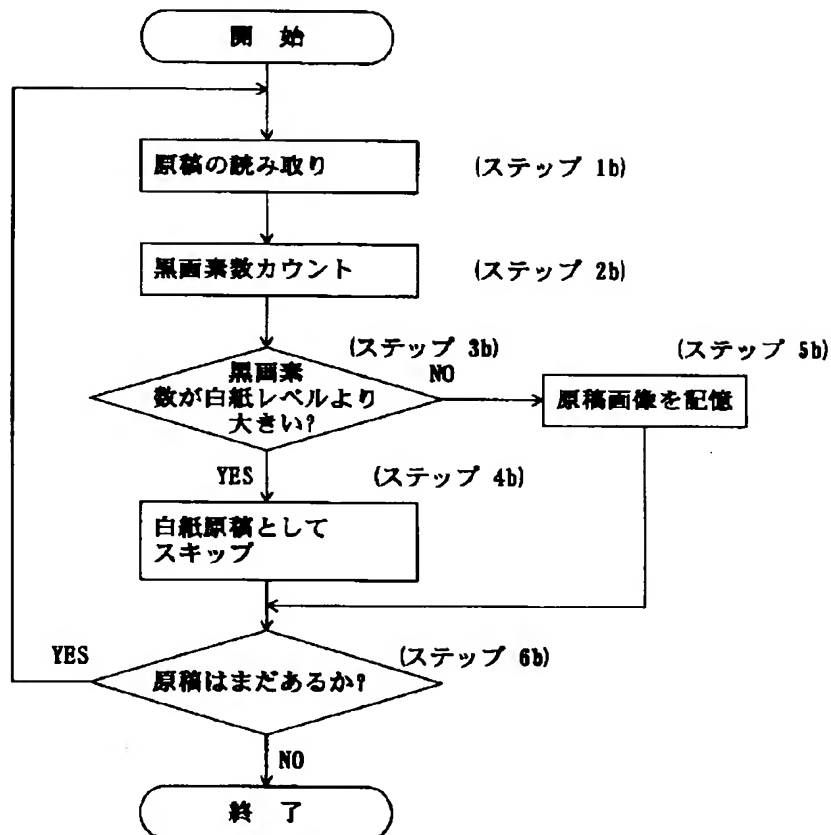 開 始
原稿の読み取り
(ステップ 1b)
黒画素数カウント
(ステップ 2b)
(ステップ 3b)
黒画素
数が白紙レベルより
大きい?
NO
(ステップ 5b)
原稿画像を記憶
YES
(ステップ 4b)
白紙原稿として
スキップ
YES
(ステップ 6b)
原稿はまだあるか?
NO
終 了